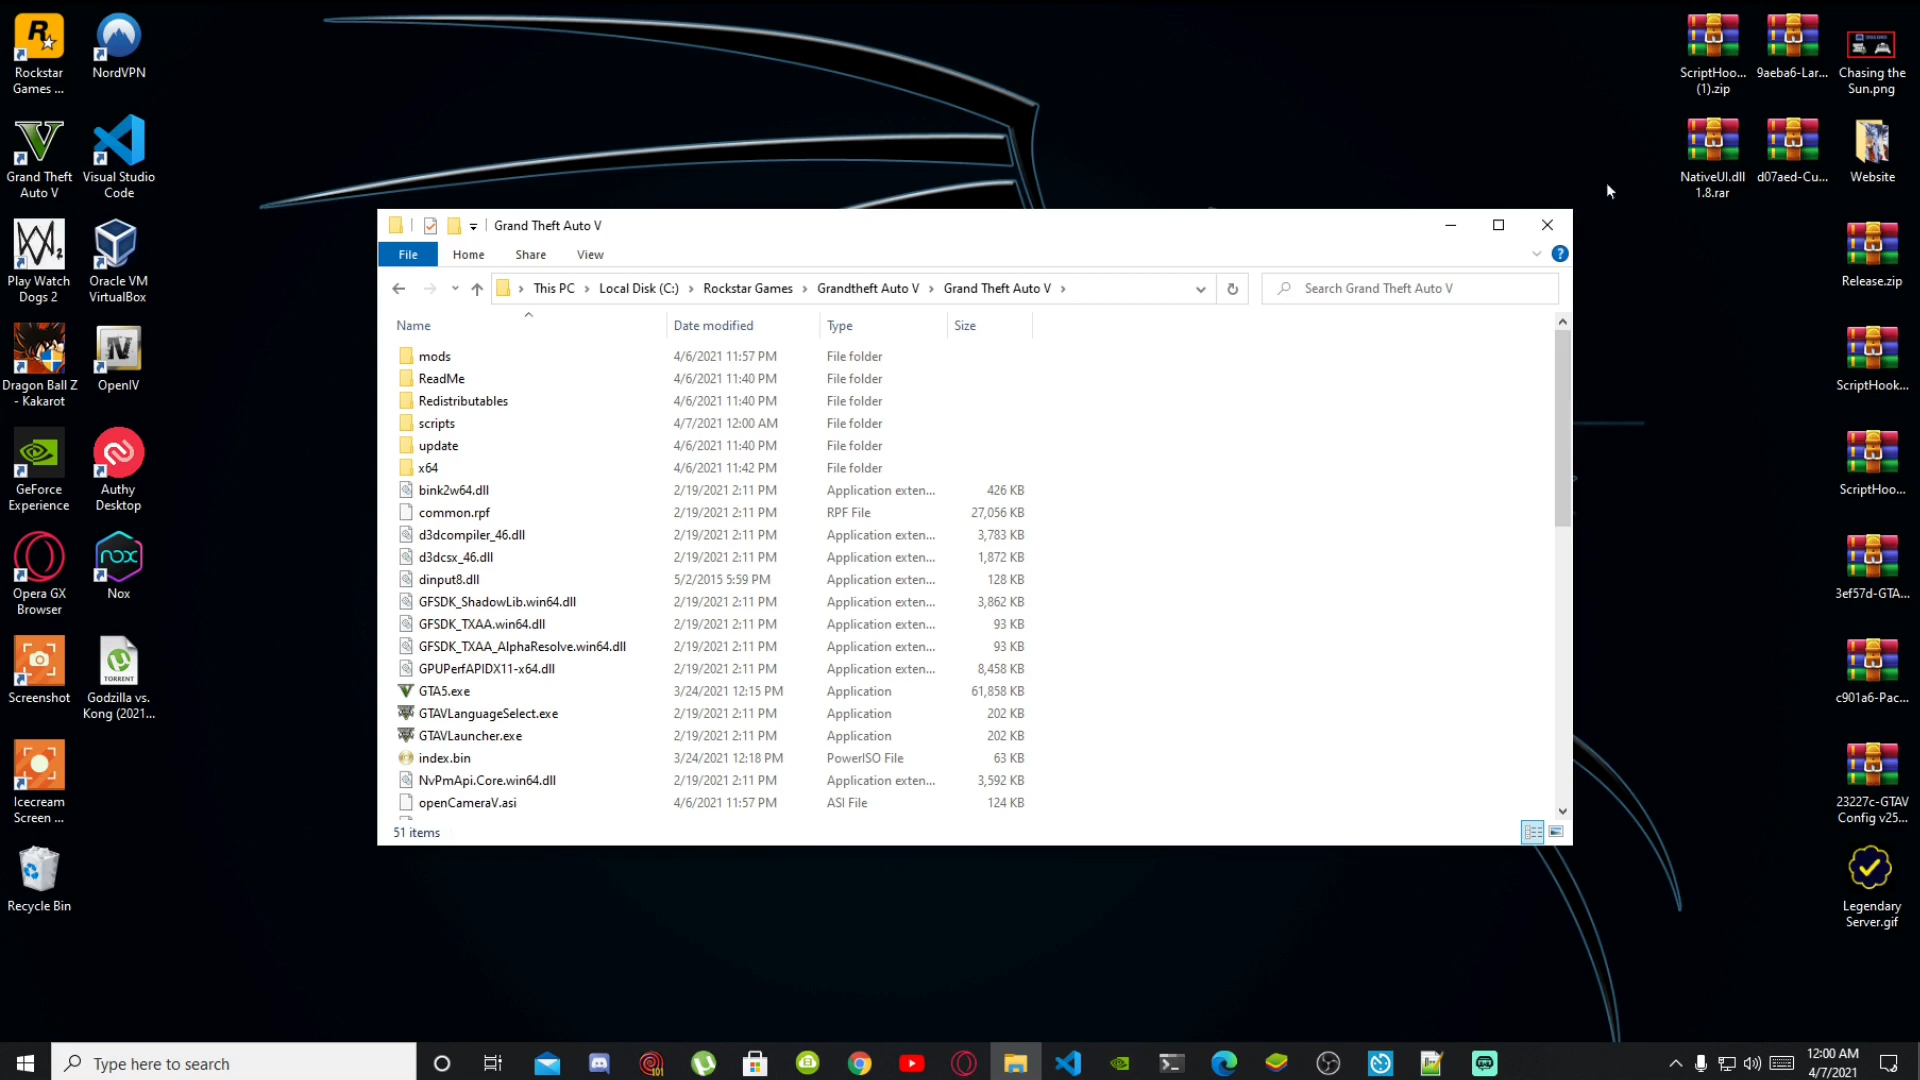 Rockstar
Games ...
NordVPN
Grand Theft
Auto V
Visual Studio
Code
Play Watch
Dogs 2
Oracle VM
VirtualBox
Dragon Ball Z
- Kakarot
OpenIV
GeForce
Experience
Authy
Desktop
Opera GX
Browser
nox
Nox
Screenshot
TORRENT
Godzilla vs.
Kong (2021...
Icecream
Screen ...
Recycle Bin
Grand Theft Auto V
File
Home
Share
View
This PC
Local Disk (C:)
Rockstar Games
Grandtheft Auto V
Grand Theft Auto V
Search Grand Theft Auto V
Name
Date modified
Type
Size
mods 4/6/2021 11:57 PM File folder
ReadMe 4/6/2021 11:40 PM File folder
Redistributables 4/6/2021 11:40 PM File folder
scripts 4/7/2021 12:00 AM File folder
update 4/6/2021 11:40 PM File folder
x64 4/6/2021 11:42 PM File folder
bink2w64.dll 2/19/2021 2:11 PM Application exten... 426 KB
common.rpf 2/19/2021 2:11 PM RPF File 27,056 KB
d3dcompiler_46.dll 2/19/2021 2:11 PM Application exten... 3,783 KB
d3dcsx_46.dll 2/19/2021 2:11 PM Application exten... 1,872 KB
dinput8.dll 5/2/2015 5:59 PM Application exten... 128 KB
GFSDK_ShadowLib.win64.dll 2/19/2021 2:11 PM Application exten... 3,862 KB
GFSDK_TXAA.win64.dll 2/19/2021 2:11 PM Application exten... 93 KB
GFSDK_TXAA_AlphaResolve.win64.dll 2/19/2021 2:11 PM Application exten... 93 KB
GPUPerfAPIDX11-x64.dll 2/19/2021 2:11 PM Application exten... 8,458 KB
GTA5.exe 3/24/2021 12:15 PM Application 61,858 KB
GTAVLanguageSelect.exe 2/19/2021 2:11 PM Application 202 KB
GTAVLauncher.exe 2/19/2021 2:11 PM Application 202 KB
index.bin 3/24/2021 12:18 PM PowerISO File 63 KB
NvPmApi.Core.win64.dll 2/19/2021 2:11 PM Application exten... 3,592 KB
openCameraV.asi 4/6/2021 11:57 PM ASI File 124 KB
51 items
ScriptHoo...
(1).zip
9aeba6-Lar...
Chasing the
Sun.png
NativeUI.dll
1.8.rar
d07aed-Cu...
Website
Release.zip
ScriptHook...
ScriptHoo...
3ef57d-GTA...
c901a6-Pac...
23227c-GTAV
Config v25...
Legendary
Server.gif
Type here to search
12:00 AM
4/7/2021